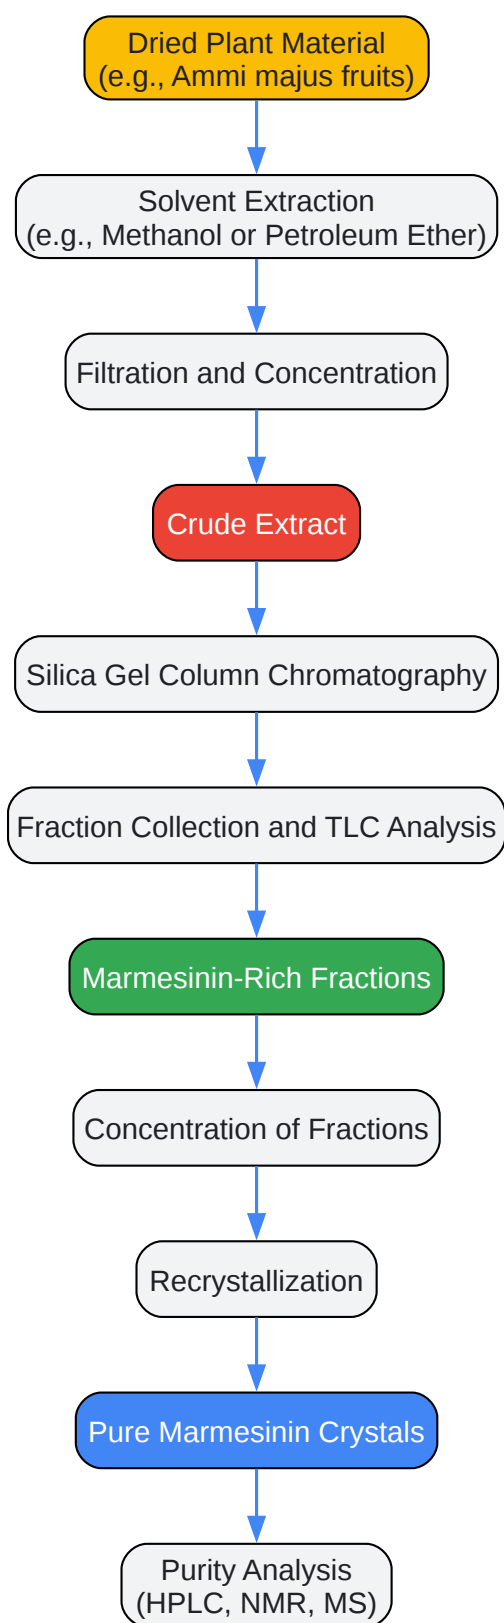 Dried Plant Material
(e.g., Ammi majus fruits)
Solvent Extraction
(e.g., Methanol or Petroleum Ether)
Filtration and Concentration
Crude Extract
Silica Gel Column Chromatography
Fraction Collection and TLC Analysis
Marmesinin-Rich Fractions
Concentration of Fractions
Recrystallization
Pure Marmesinin Crystals
Purity Analysis
(HPLC, NMR, MS)